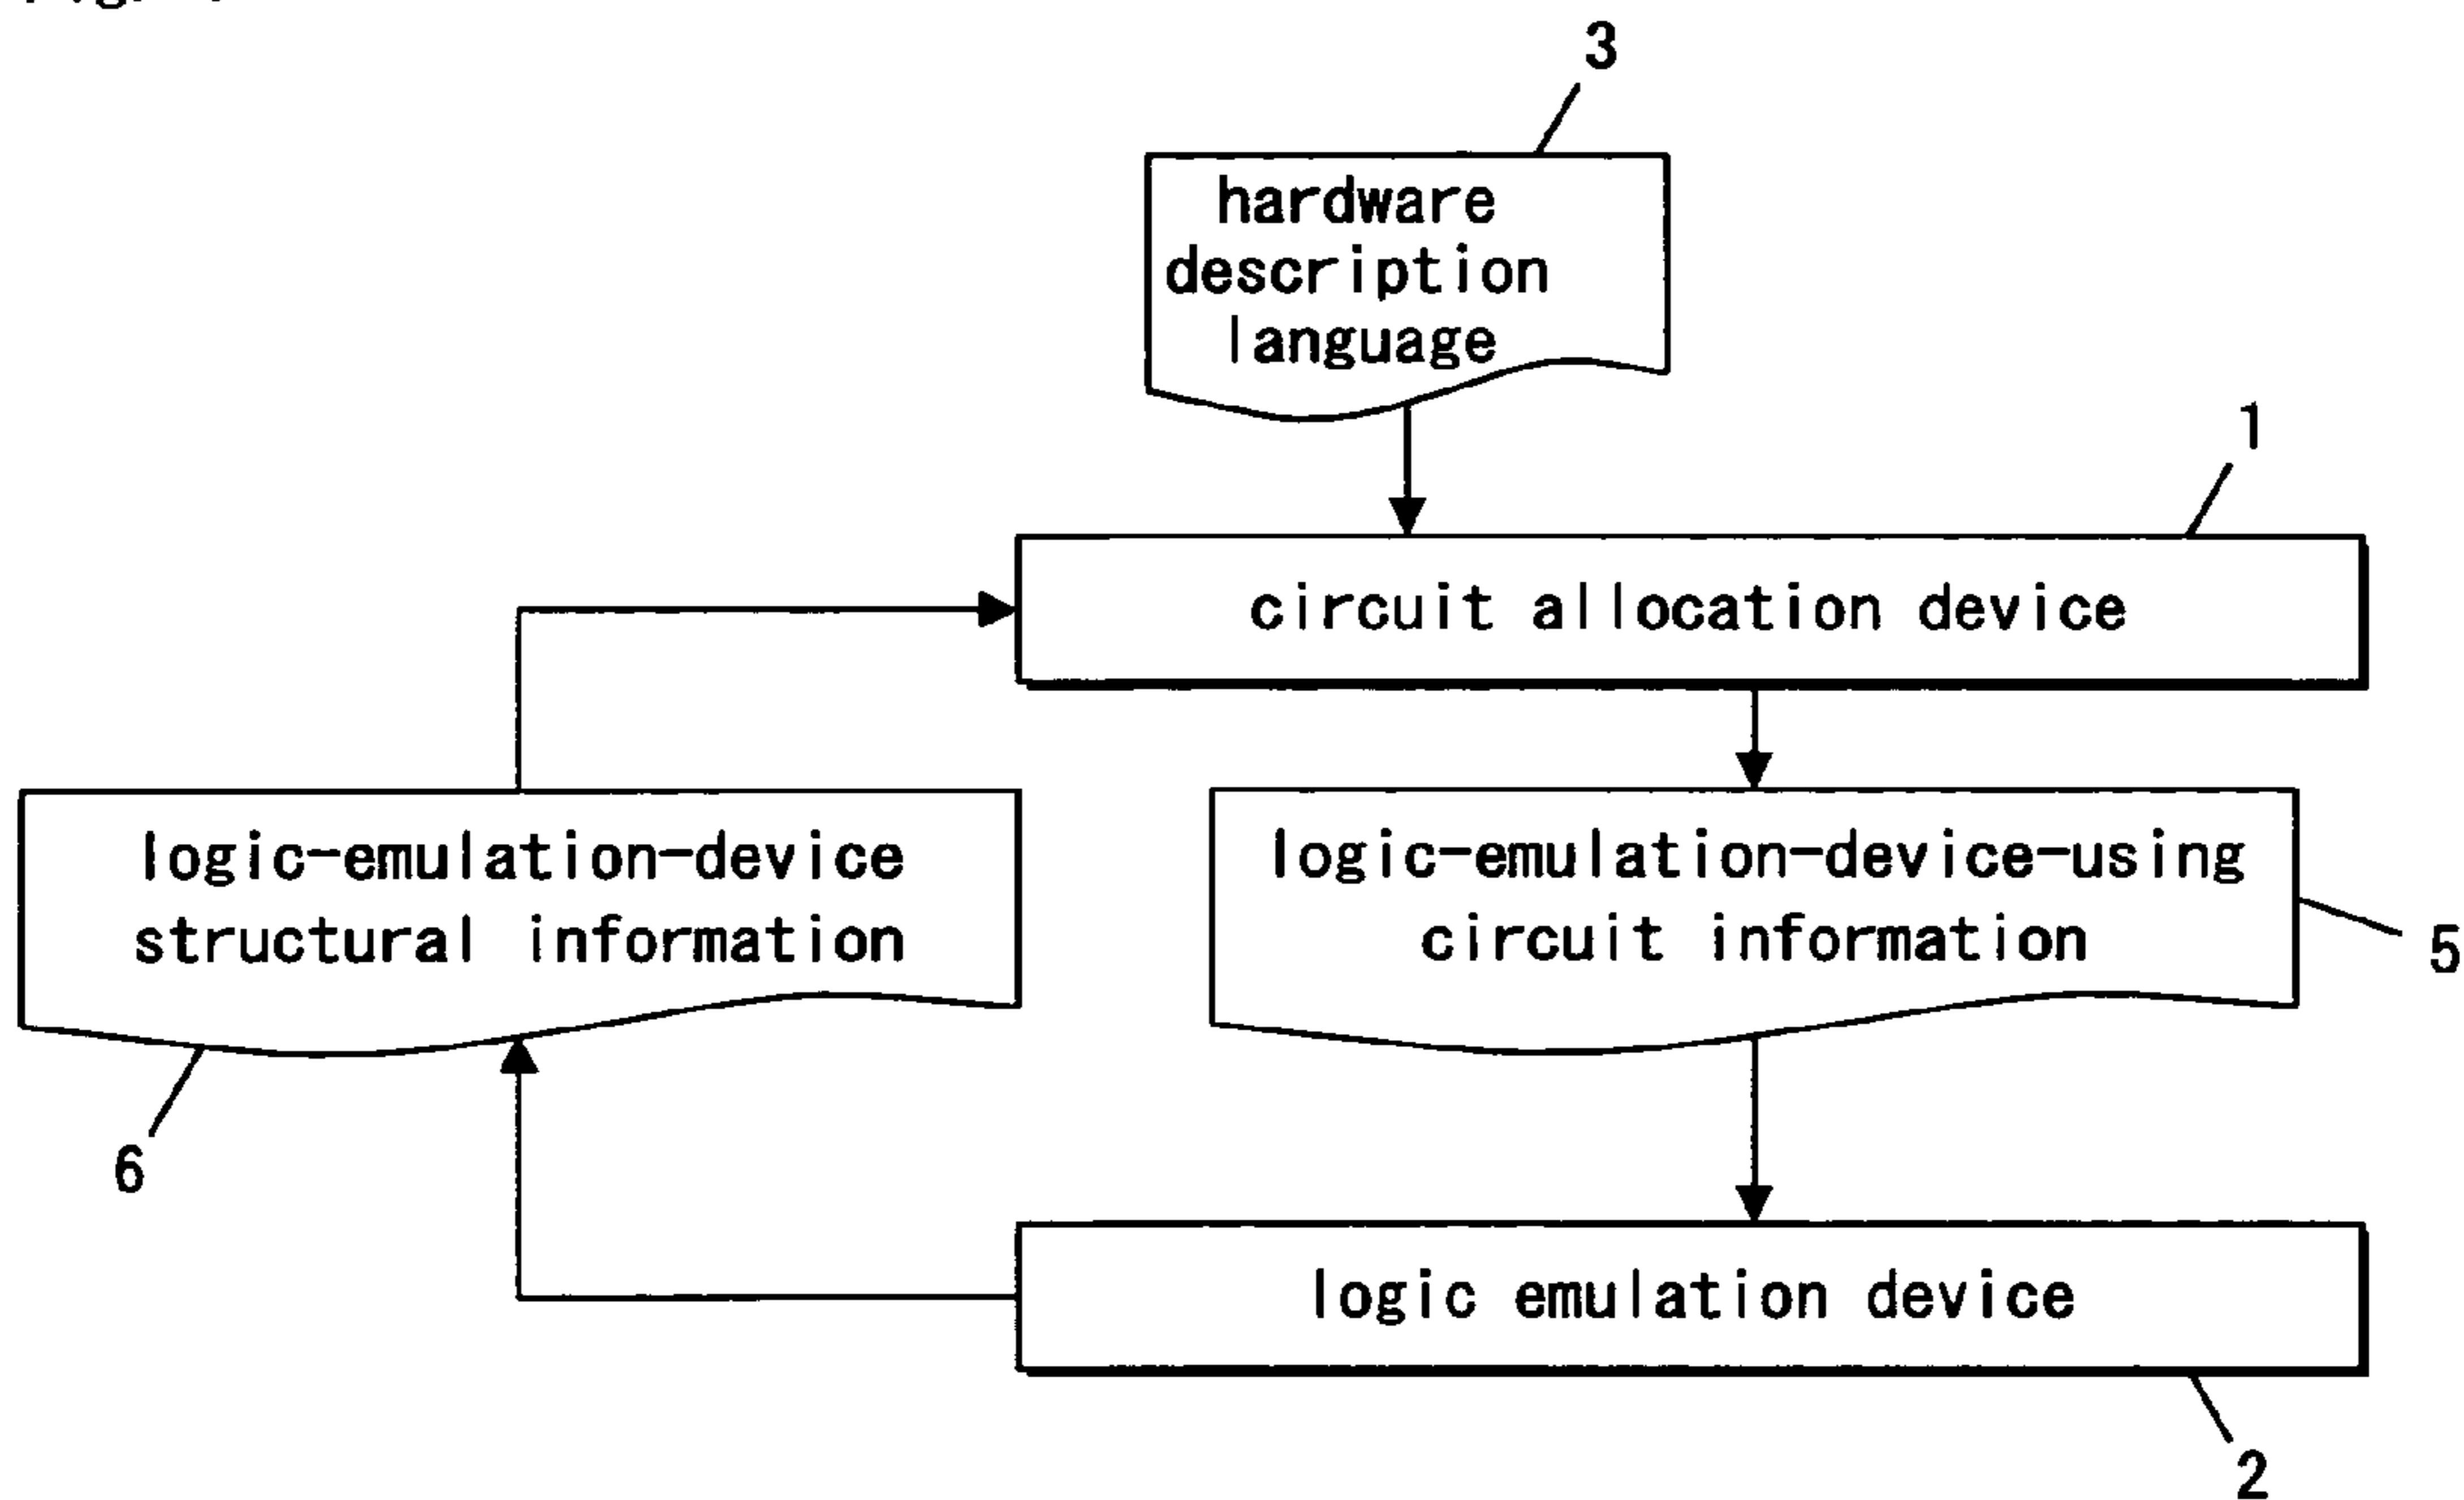 3
hardware
description
language
1
circuit allocation device
logic-emulation-device
structural information
logic-emulation-device-using
circuit information
5
6
logic emulation device
2